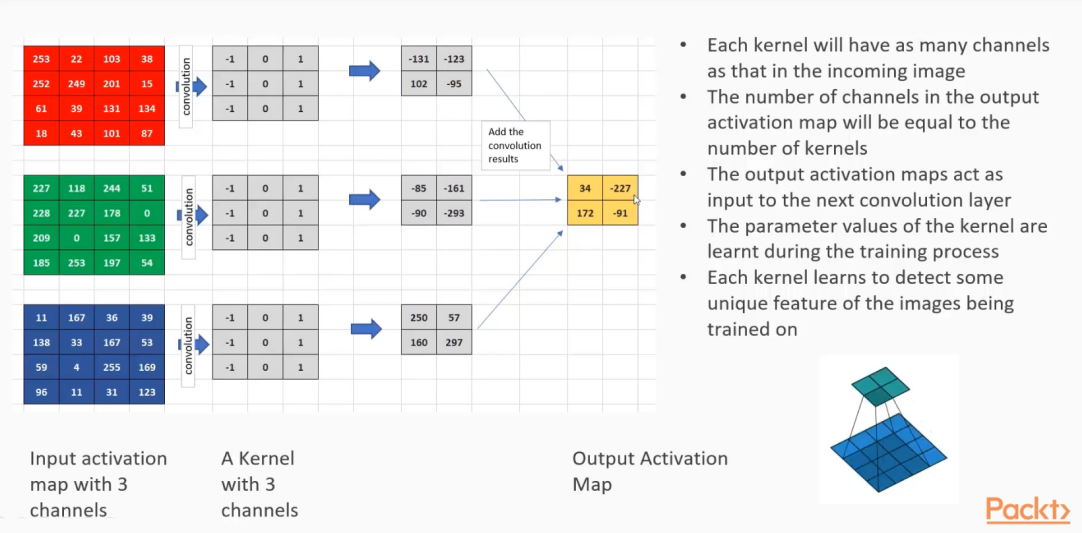 253 22 103 38
252 249 201 15
61 39 131 134
18 43 101 87
convolution
-1 0 1
-1 0 1
-1 0 1
-131 -123
102 -95
Add the
convolution
results
227 118 244 51
228 227 178 0
209 0 157 133
185 253 197 54
convolution
-1 0 1
-1 0 1
-1 0 1
-85 -161
-90 -293
34 -227
172 -91
11 167 36 39
138 33 167 53
59 4 255 169
96 11 31 123
convolution
-1 0 1
-1 0 1
-1 0 1
250 57
160 297
Input activation
map with 3
channels
A Kernel
with 3
channels
Output Activation
Map
• Each kernel will have as many channels
as that in the incoming image
• The number of channels in the output
activation map will be equal to the
number of kernels
• The output activation maps act as
input to the next convolution layer
• The parameter values of the kernel are
learnt during the training process
• Each kernel learns to detect some
unique feature of the images being
trained on
Packt>